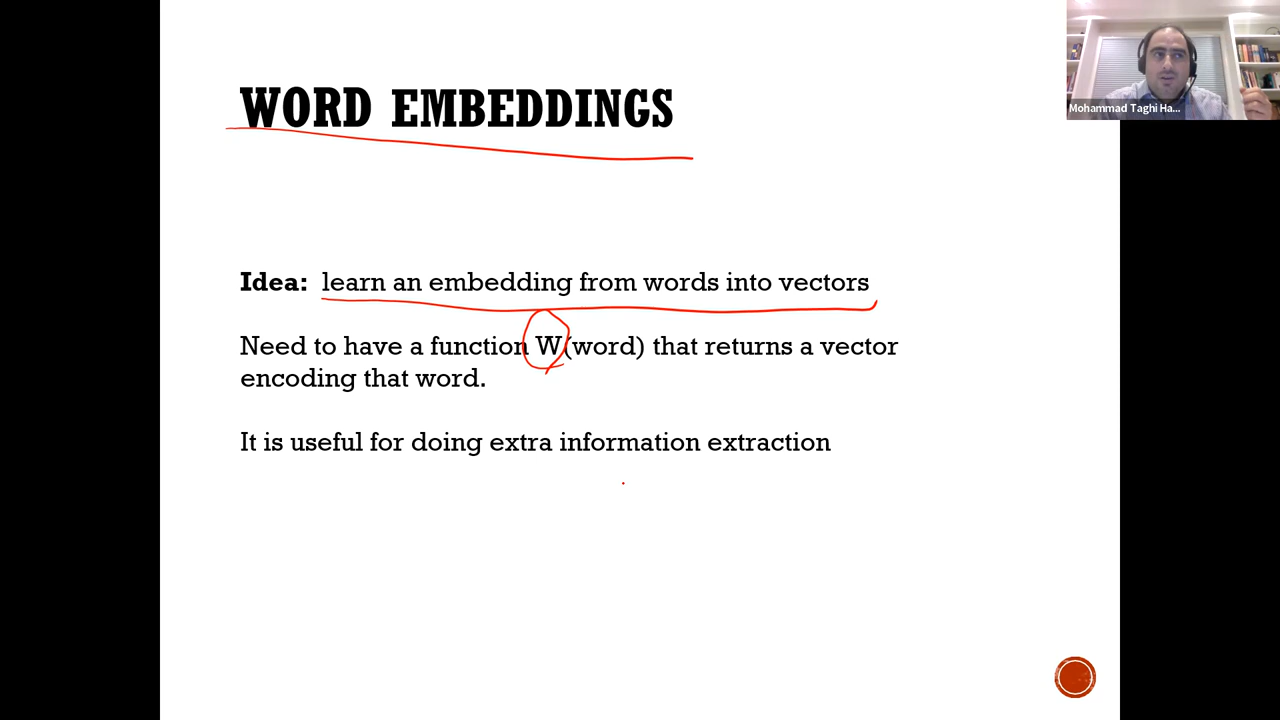 WORD EMBEDDINGS
Mohammad Taghi Ha...
Idea: learn an embedding from words into vectors
Need to have a function W(word) that returns a vector
encoding that word.
It is useful for doing extra information extraction